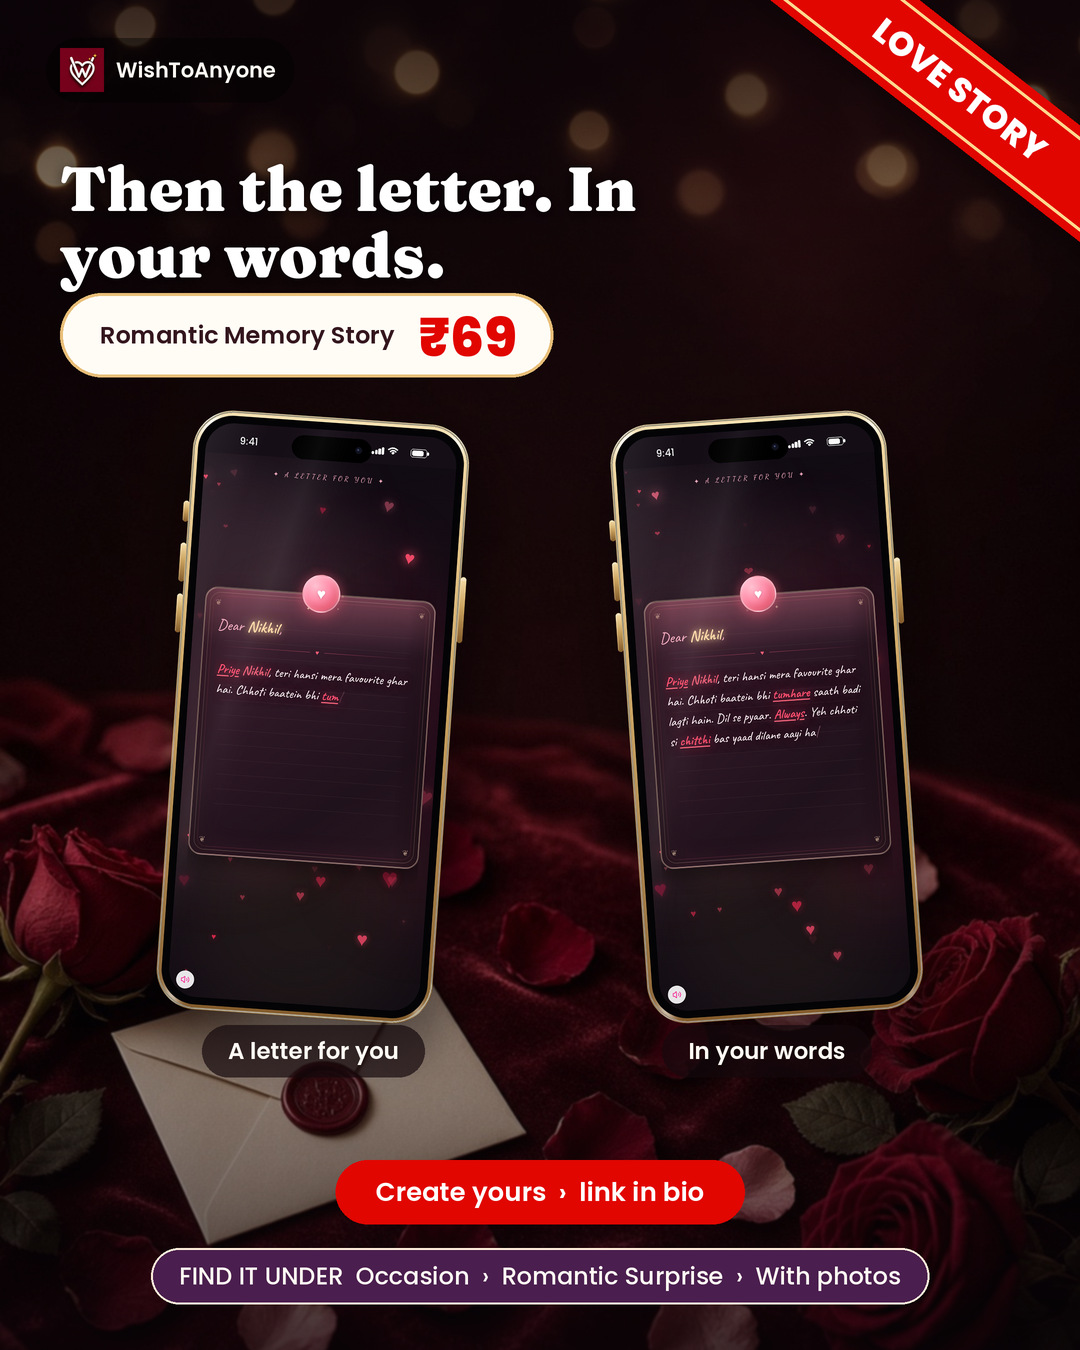 WishToAnyone
LOVE STORY
Then the letter. In
your words.
Romantic Memory Story ₹69
9:41
✦ A LETTER FOR YOU ✦
Dear Nikhil,
Priye Nikhil, teri hansi mera favourite ghar
hai. Chhoti baatein bhi tum
9:41
✦ A LETTER FOR YOU ✦
Dear Nikhil,
Priye Nikhil, teri hansi mera favourite ghar
hai. Chhoti baatein bhi tumhare saath badi
lagti hain. Dil se pyaar. Always. Yeh chhoti
si chitthi bas yaad dilane aayi ha
A letter for you
In your words
Create yours › link in bio
FIND IT UNDER Occasion › Romantic Surprise › With photos